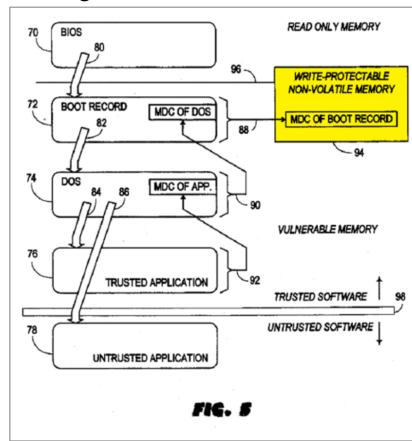 70
BIOS
80
READ ONLY MEMORY
96
WRITE-PROTECTABLE
NON-VOLATILE MEMORY
72
BOOT RECORD
MDC OF DOS
82
88
MDC OF BOOT RECORD
94
74
DOS
MDC OF APP.
84
86
90
VULNERABLE MEMORY
76
TRUSTED APPLICATION
92
TRUSTED SOFTWARE
98
UNTRUSTED SOFTWARE
78
UNTRUSTED APPLICATION
FIG. 5